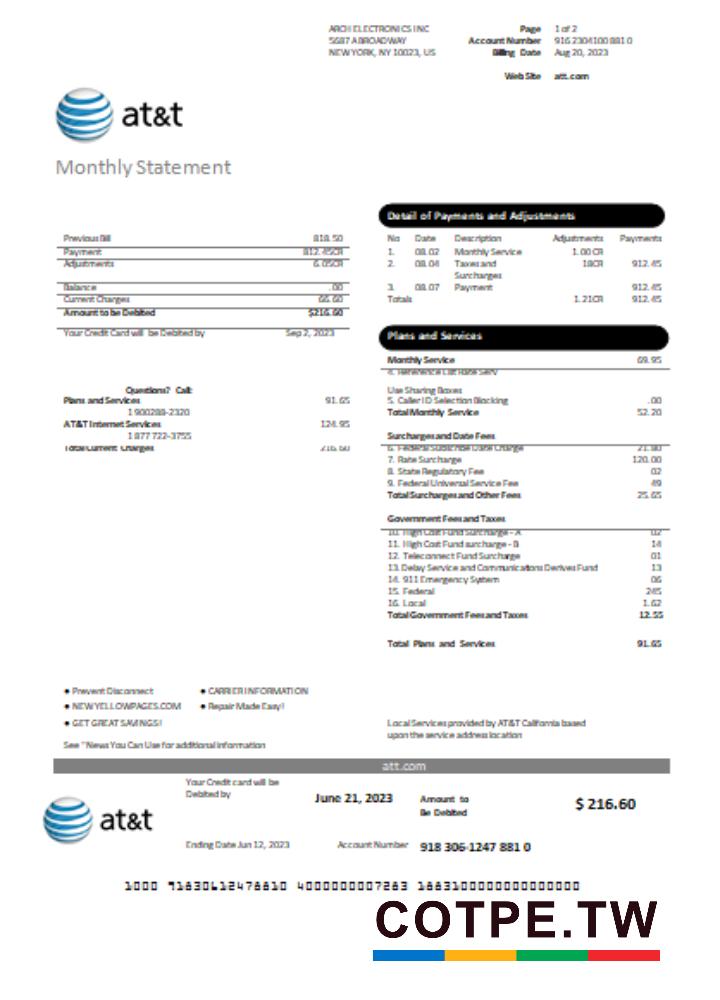 ARCH ELECTRONICS INC
5687 ABROADWAY
NEW YORK, NY 10023, US
Page 1 of 2
Account Number 916 2304100 881 0
Billing Date Aug 20, 2023
Web Site att.com
at&t
Monthly Statement
Previous Bill 818.50
Payment 812.45CR
Adjustments 6.05CR
Balance .00
Current Charges 66.60
Amount to be Debited $216.60
Your Credit Card will be Debited by Sep 2, 2023
Questions? Call:
Plans and Services 91.65
1 900288-2320
AT&T Internet Services 124.95
1 877 722-3755
Total Current Charges 216.60
Detail of Payments and Adjustments
No Date Description Adjustments Payments
1. 08.02 Monthly Service 1.00 CR
2. 08.04 Taxes and 18CR 912.45
Surcharges
3. 08.07 Payment 912.45
Totals 1.21CR 912.45
Plans and Services
Monthly Service 69.95
4. Reference List Rate Serv
Use Sharing Boxes
5. Caller ID Selection Blocking .00
Total Monthly Service 52.20
Surcharges and Date Fees
6. Federal Subscribe Date Charge 21.80
7. Rate Surcharge 120.00
8. State Regulatory Fee 02
9. Federal Universal Service Fee 49
Total Surcharges and Other Fees 25.65
Government Fees and Taxes
10. High Cost Fund Surcharge - A 02
11. High Cost Fund surcharge - B 14
12. Teleconnect Fund Surcharge 01
13. Delay Service and Communications Derives Fund 13
14. 911 Emergency System 06
15. Federal 245
16. Local 1.62
Total Government Fees and Taxes 12.55
Total Plans and Services 91.65
• Prevent Disconnect • CARRIER INFORMATION
• NEWYELLOWPAGES.COM • Repair Made Easy!
• GET GREAT SAVINGS!
See "News You Can Use for additional information
Local Services provided by AT&T California based
upon the service address location
att.com
at&t
Your Credit card will be
Debited by June 21, 2023
Amount to
Be Debited $ 216.60
Ending Date Jun 12, 2023 Account Number 918 306-1247 881 0
1000 91830612478810 4000000007283 18831000000000000000
COTPE.TW